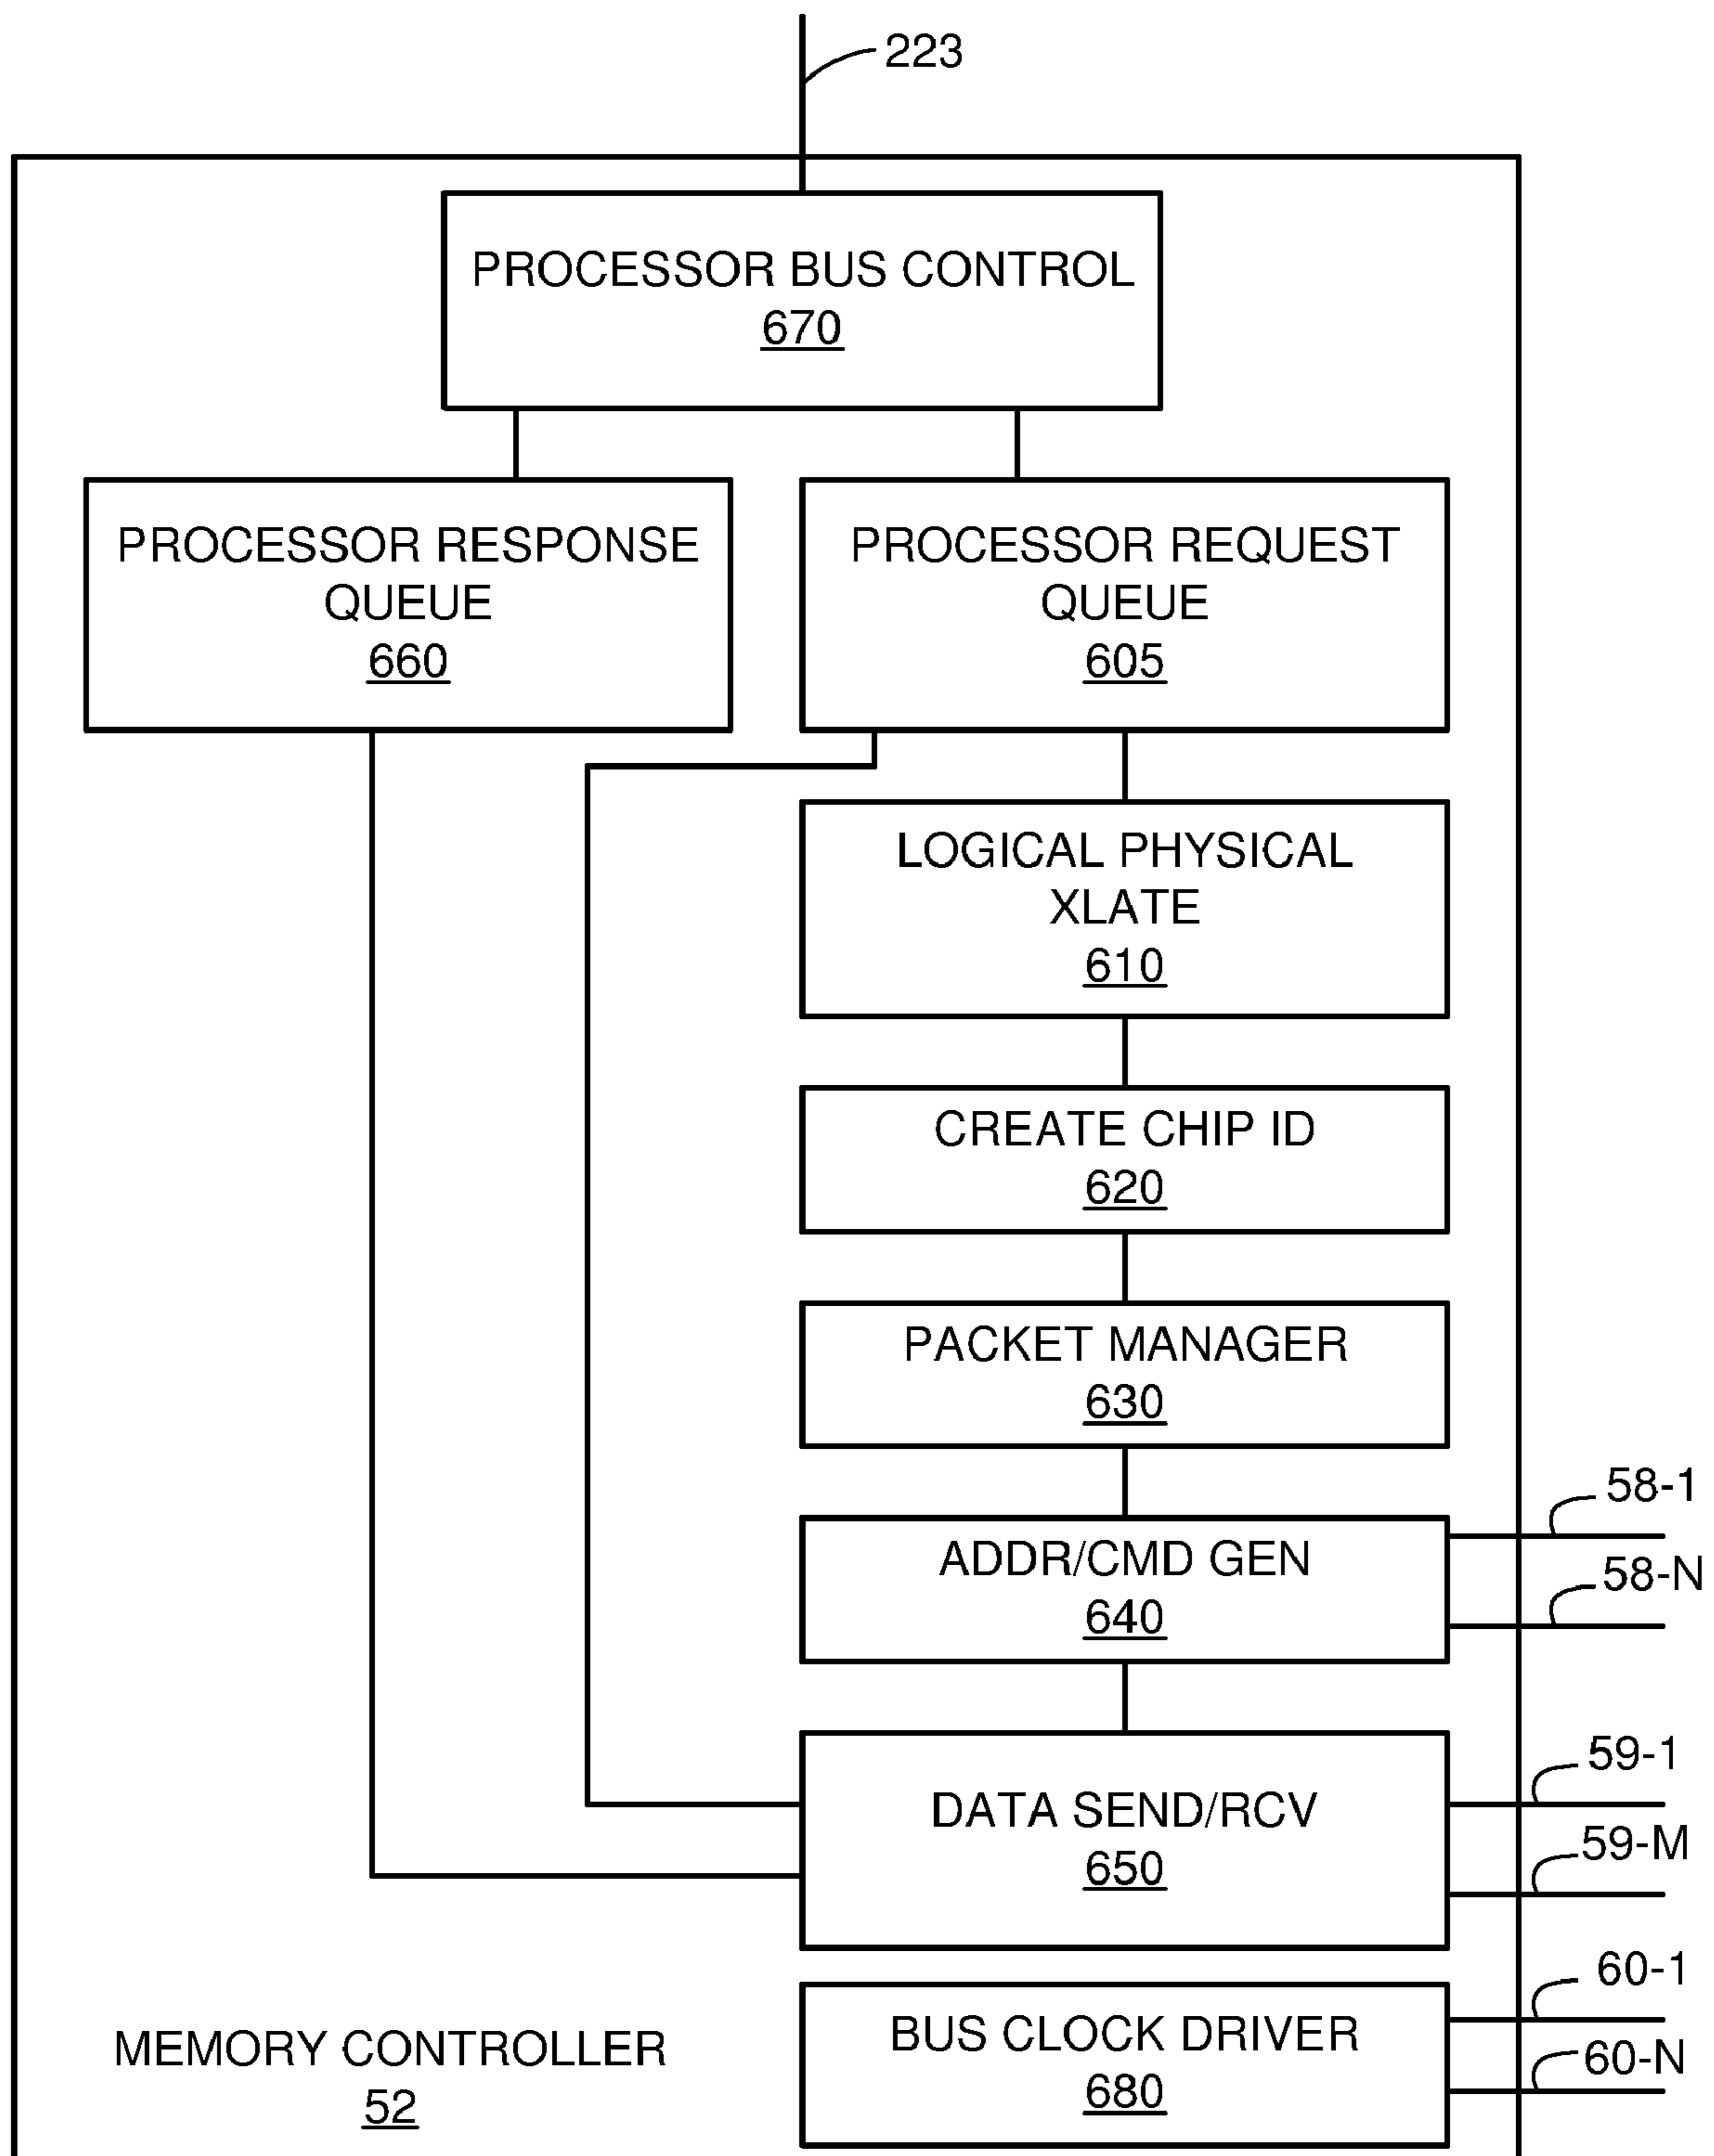 223
PROCESSOR BUS CONTROL
670
PROCESSOR RESPONSE
QUEUE
660
PROCESSOR REQUEST
QUEUE
605
LOGICAL PHYSICAL
XLATE
610
CREATE CHIP ID
620
PACKET MANAGER
630
ADDR/CMD GEN
640
58-1
58-N
DATA SEND/RCV
650
59-1
59-M
BUS CLOCK DRIVER
680
60-1
60-N
MEMORY CONTROLLER
52